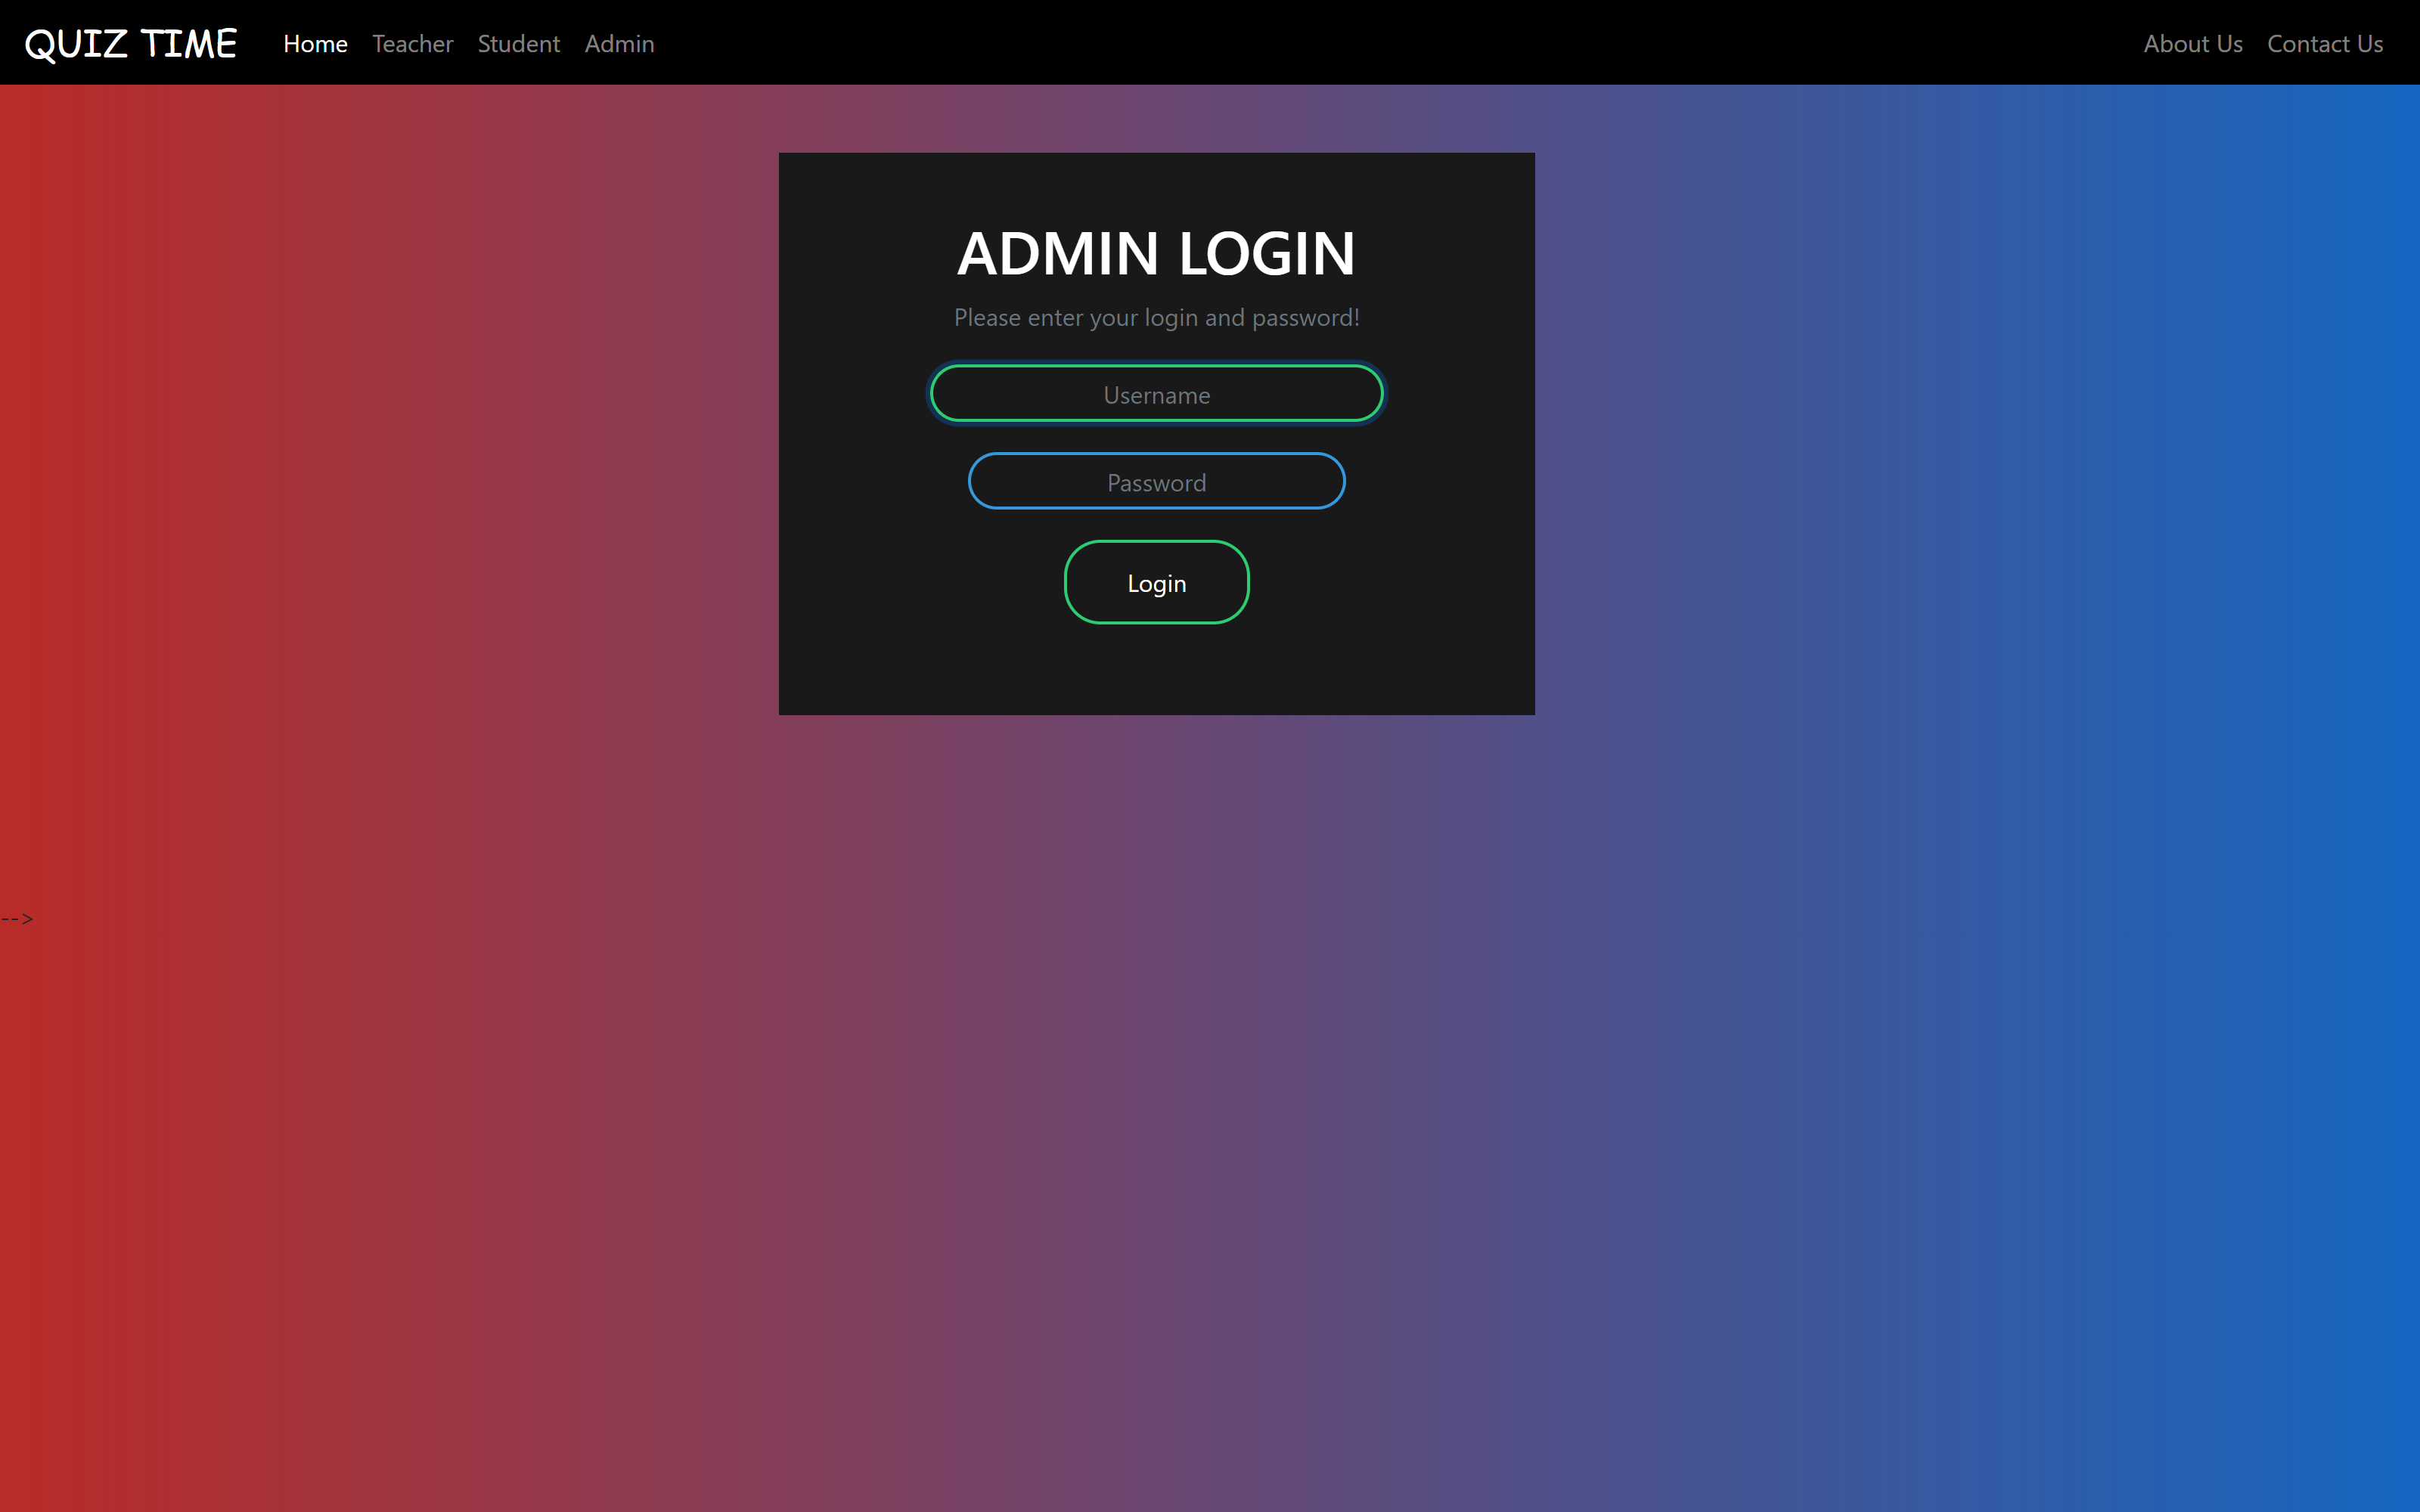 QUIZ TIME Home Teacher Student Admin About Us Contact Us
ADMIN LOGIN
Please enter your login and password!
Username
Password
Login
-->